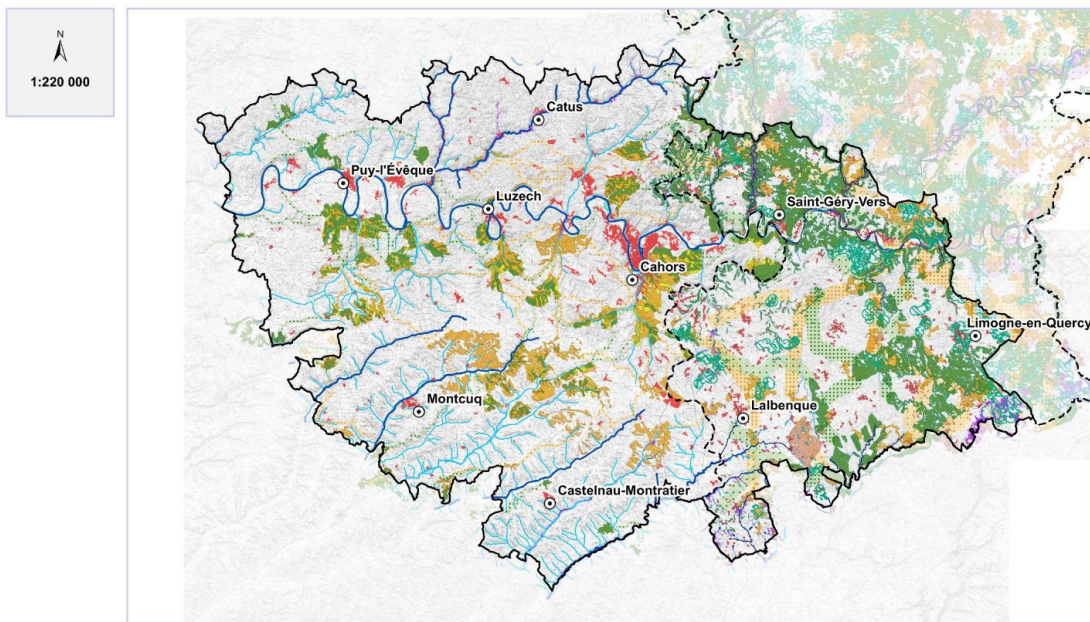 N
1:220 000
Catus
Puy-l'Évêque
Luzech
Saint-Géry-Vers
Cahors
Limogne-en-Quercy
Montcuq
Lalbenque
Castelnau-Montratier